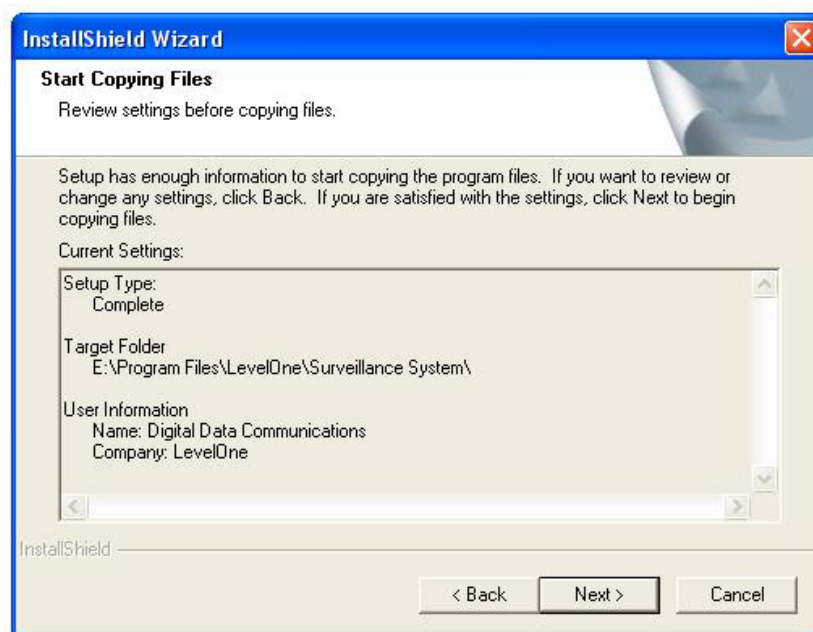 InstallShield Wizard
Start Copying Files
Review settings before copying files.
Setup has enough information to start copying the program files. If you want to review or
change any settings, click Back. If you are satisfied with the settings, click Next to begin
copying files.
Current Settings:
Setup Type:
Complete
Target Folder
E:\Program Files\LevelOne\Surveillance System\
User Information
Name: Digital Data Communications
Company: LevelOne
InstallShield
< Back Next > Cancel